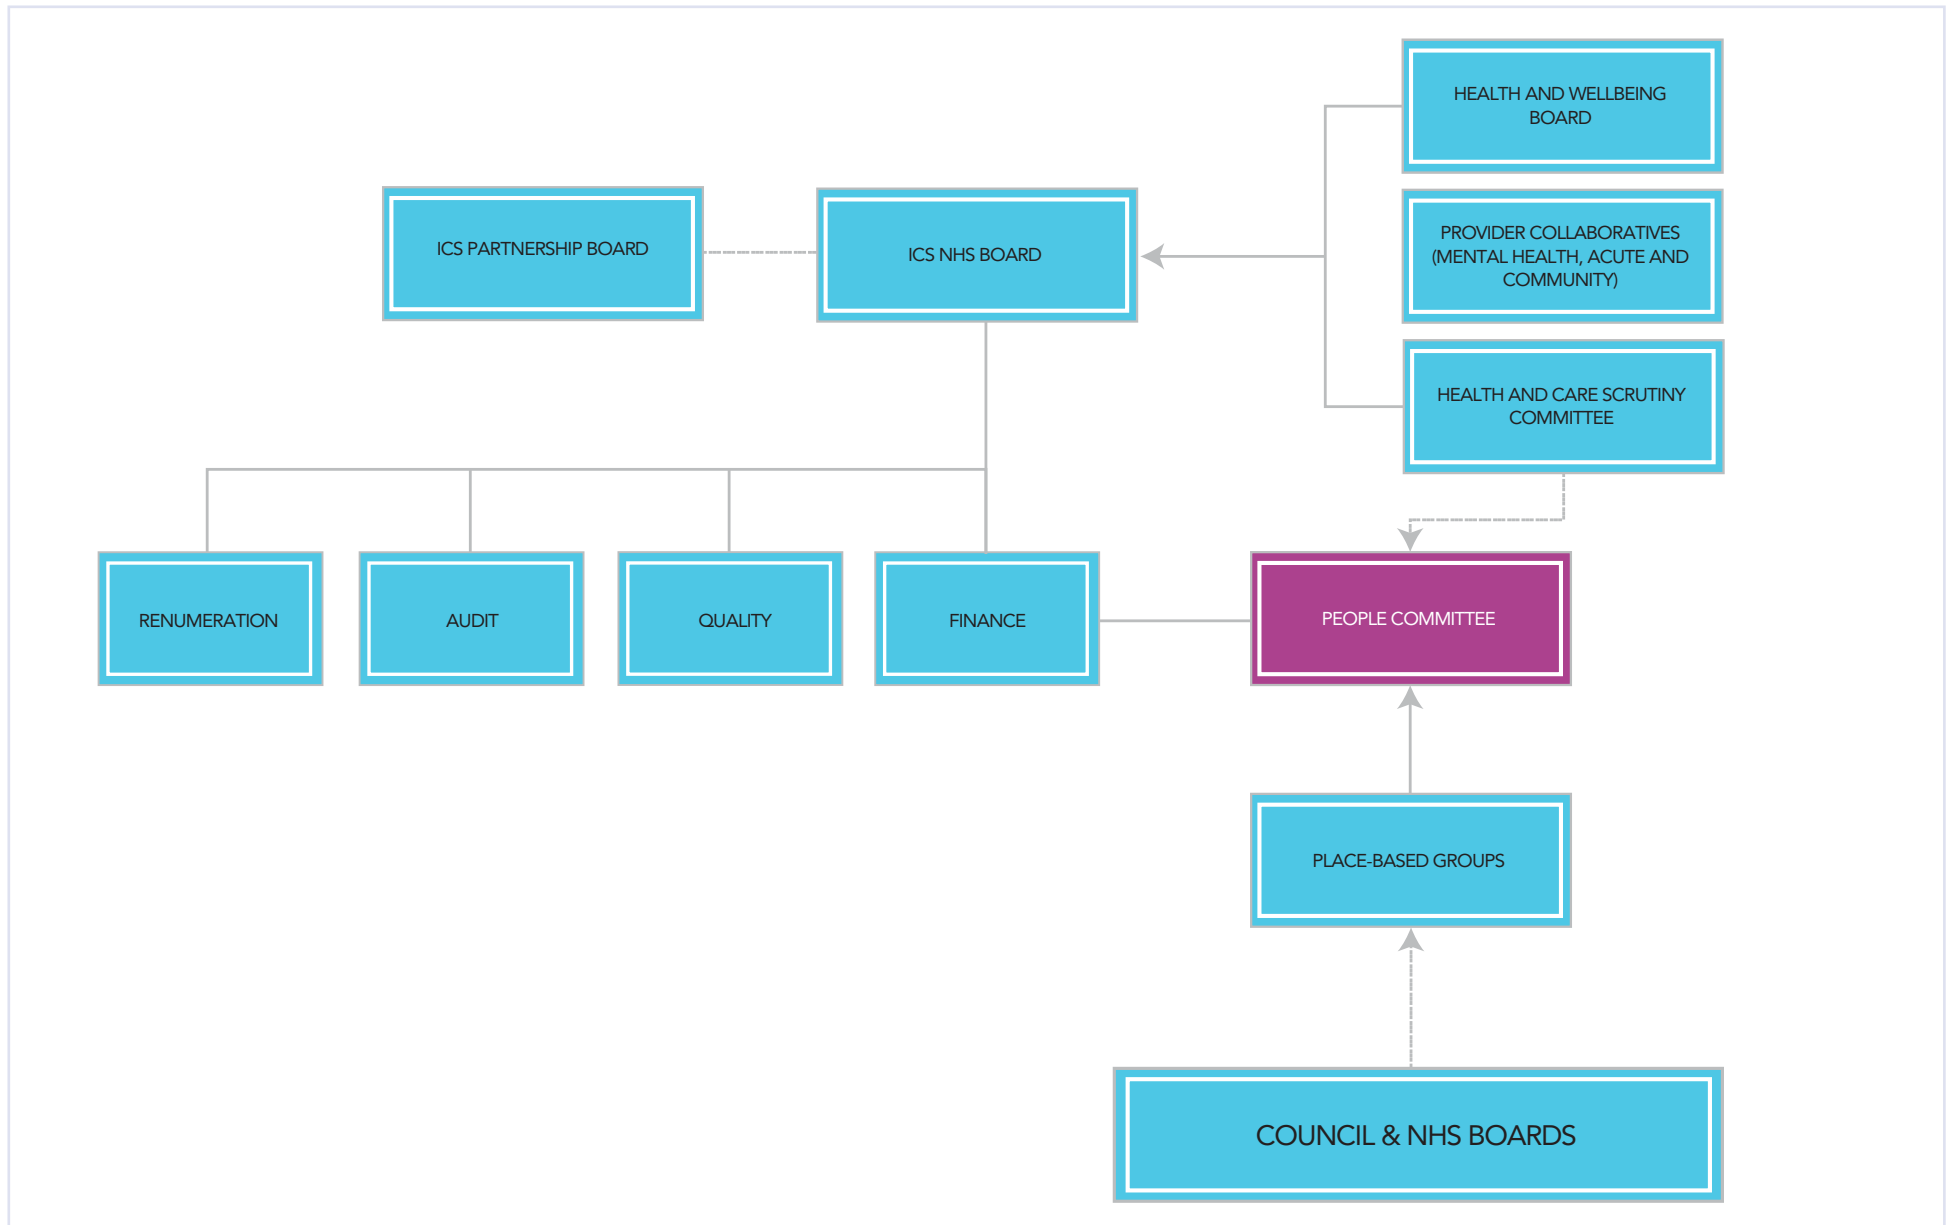 HEALTH AND WELLBEING
BOARD
ICS PARTNERSHIP BOARD
ICS NHS BOARD
PROVIDER COLLABORATIVES
(MENTAL HEALTH, ACUTE AND
COMMUNITY)
HEALTH AND CARE SCRUTINY
COMMITTEE
RENUMERATION
AUDIT
QUALITY
FINANCE
PEOPLE COMMITTEE
PLACE-BASED GROUPS
COUNCIL & NHS BOARDS